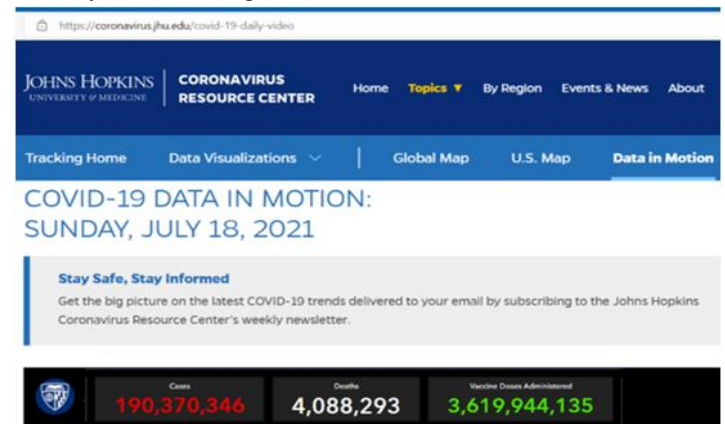 https://coronavirus.jhu.edu/covid-19-daily-video
JOHNS HOPKINS
UNIVERSITY & MEDICINE
CORONAVIRUS
RESOURCE CENTER
Home Topics ▼ By Region Events & News About
Tracking Home Data Visualizations Global Map U.S. Map Data in Motion
COVID-19 DATA IN MOTION:
SUNDAY, JULY 18, 2021
Stay Safe, Stay Informed
Get the big picture on the latest COVID-19 trends delivered to your email by subscribing to the Johns Hopkins
Coronavirus Resource Center's weekly newsletter.
Cases Deaths Vaccine Doses Administered
190,370,346 4,088,293 3,619,944,135